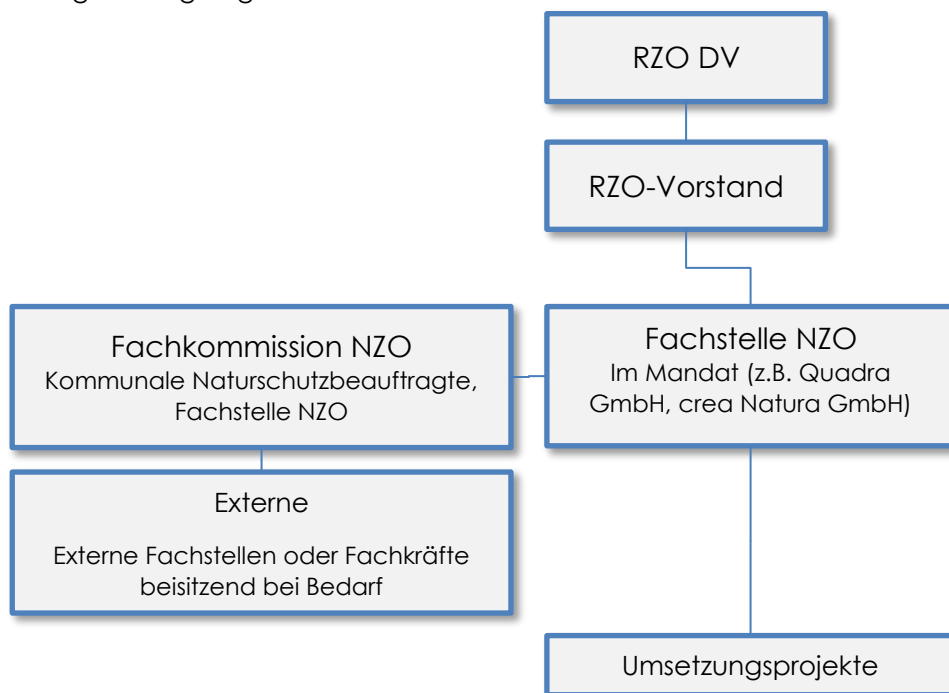 RZO DV
RZO-Vorstand
Fachkommission NZO
Kommunale Naturschutzbeauftragte,
Fachstelle NZO
Fachstelle NZO
Im Mandat (z.B. Quadra
GmbH, crea Natura GmbH)
Externe
Externe Fachstellen oder Fachkräfte
beisitzend bei Bedarf
Umsetzungsprojekte